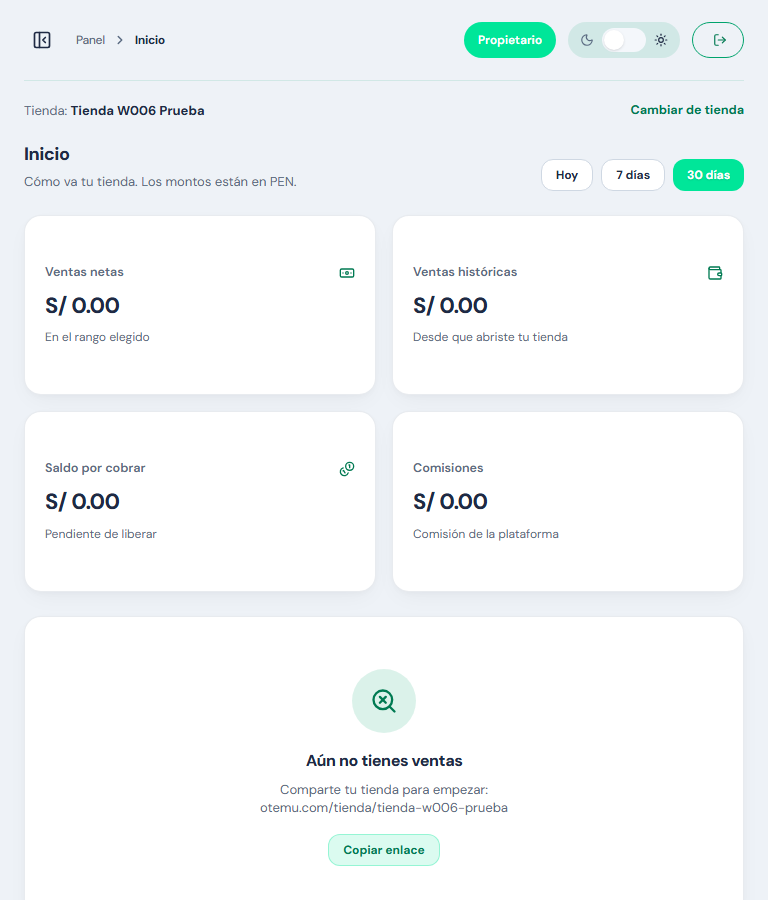 Panel > Inicio
Propietario
Tienda: Tienda W006 Prueba
Cambiar de tienda
Inicio
Cómo va tu tienda. Los montos están en PEN.
Hoy
7 días
30 días
Ventas netas
S/ 0.00
En el rango elegido
Ventas históricas
S/ 0.00
Desde que abriste tu tienda
Saldo por cobrar
S/ 0.00
Pendiente de liberar
Comisiones
S/ 0.00
Comisión de la plataforma
Aún no tienes ventas
Comparte tu tienda para empezar:
otemu.com/tienda/tienda-w006-prueba
Copiar enlace